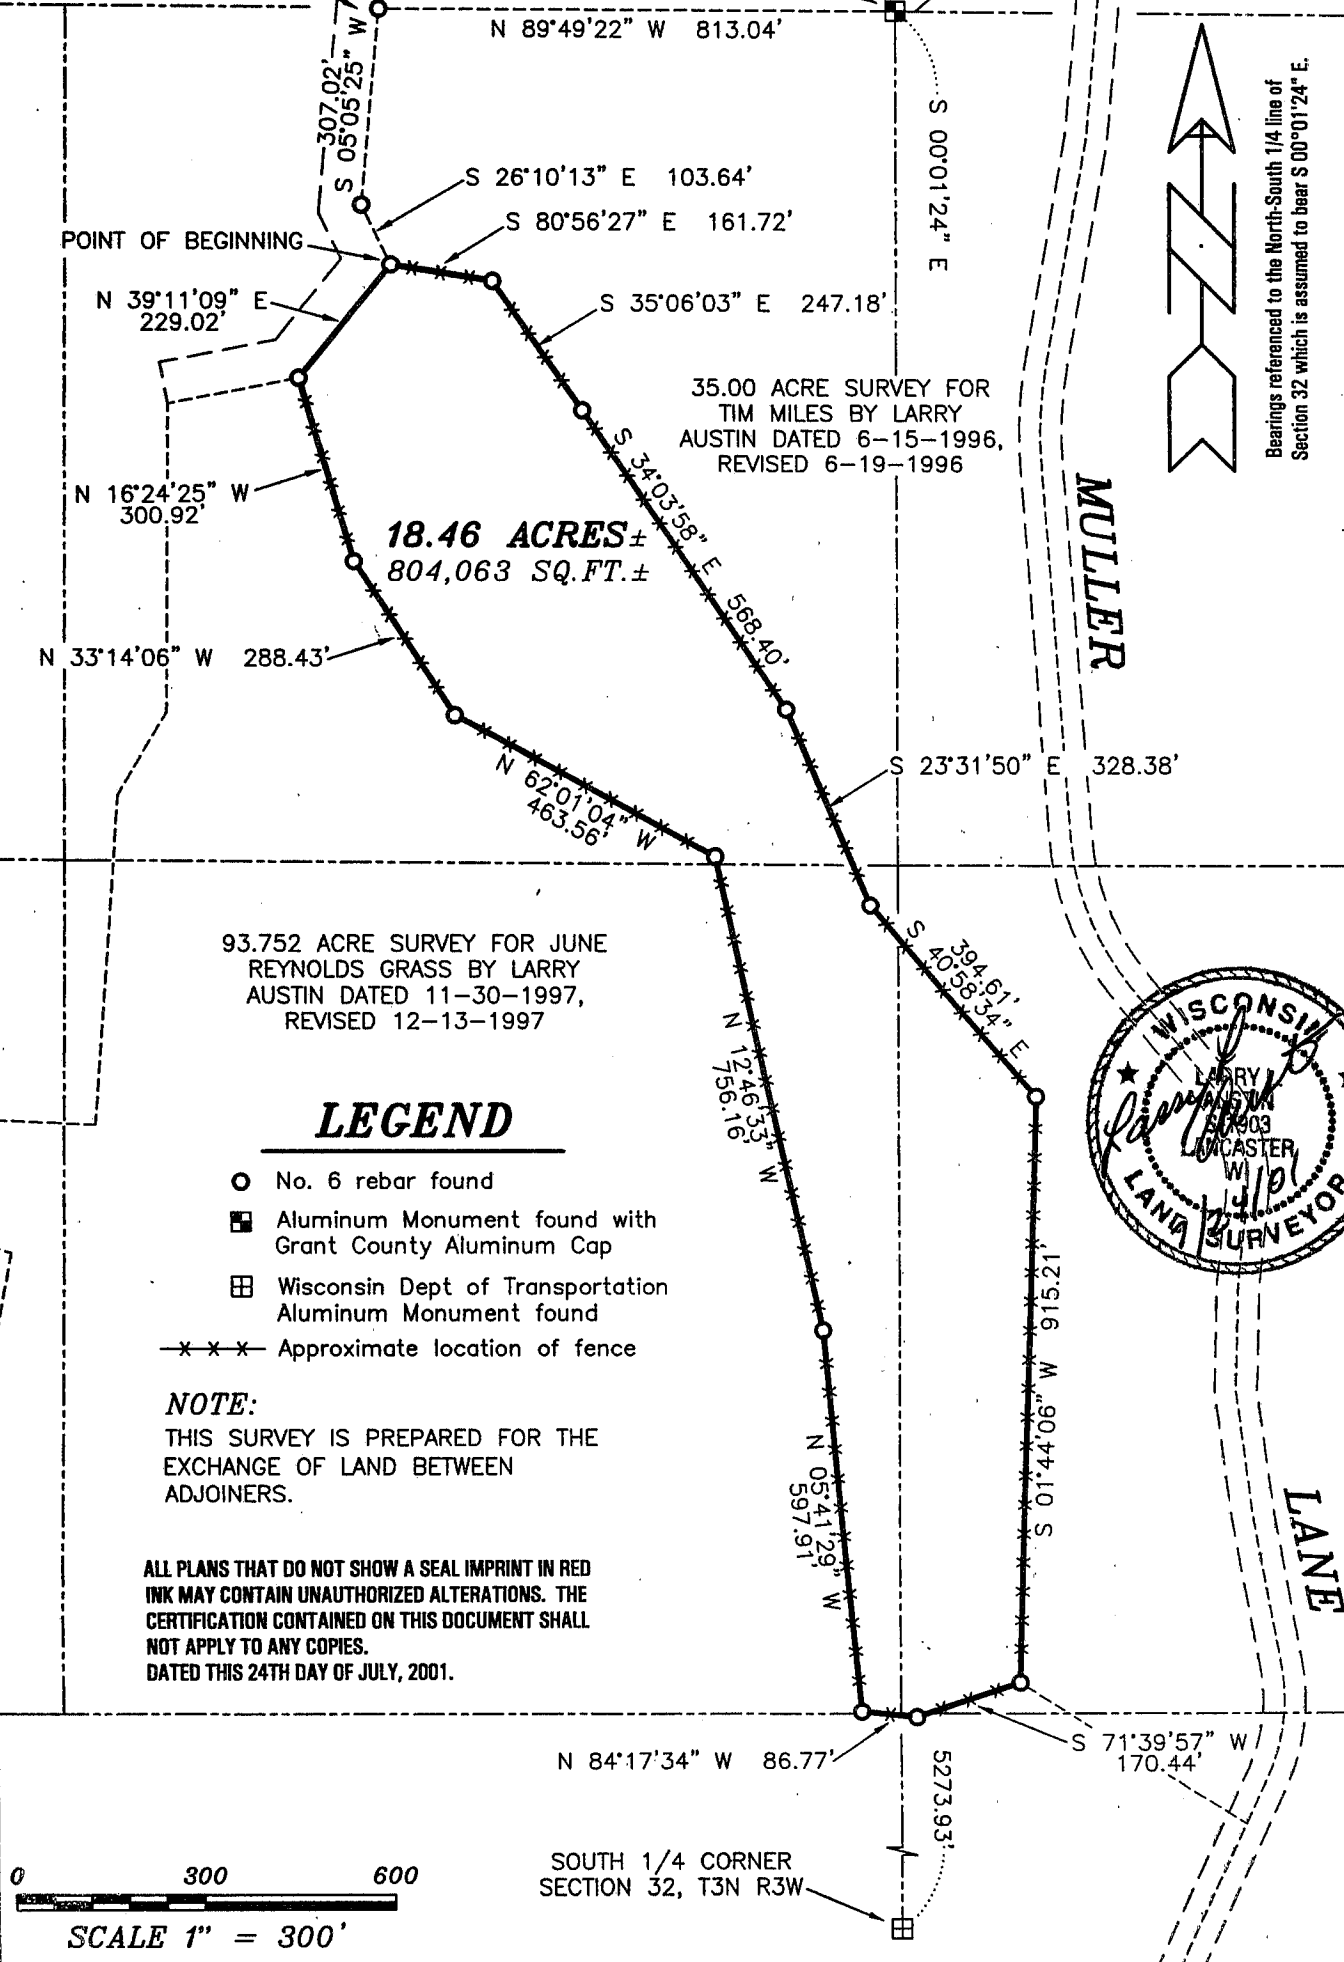 N 89°49'22" W 813.04'
307.02'
S 05°05'25" W
S 00°01'24" E
Bearings referenced to the North-South 1/4 line of
Section 32 which is assumed to bear S 00°01'24" E.
S 26°10'13" E 103.64'
S 80°56'27" E 161.72'
POINT OF BEGINNING
N 39°11'09" E
229.02'
S 35°06'03" E 247.18'
35.00 ACRE SURVEY FOR
TIM MILES BY LARRY
AUSTIN DATED 6-15-1996,
REVISED 6-19-1996
N 16°24'25" W
300.92'
S 34°03'58" E 568.40'
18.46 ACRES±
804,063 SQ.FT.±
MULLER
N 33°14'06" W 288.43'
N 62°01'04" W
463.56'
S 23°31'50" E 328.38'
394.61'
S 40°58'34" E
93.752 ACRE SURVEY FOR JUNE
REYNOLDS GRASS BY LARRY
AUSTIN DATED 11-30-1997,
REVISED 12-13-1997
N 12°46'33" W
756.16'
WISCONSIN
LARRY L.
AUSTIN
LANCASTER
LAND SURVEYOR
LEGEND
No. 6 rebar found
Aluminum Monument found with
Grant County Aluminum Cap
Wisconsin Dept of Transportation
Aluminum Monument found
x x x Approximate location of fence
S 01°44'06" W 915.21'
NOTE:
THIS SURVEY IS PREPARED FOR THE
EXCHANGE OF LAND BETWEEN
ADJOINERS.
N 05°41'29" W
597.91'
LANE
ALL PLANS THAT DO NOT SHOW A SEAL IMPRINT IN RED
INK MAY CONTAIN UNAUTHORIZED ALTERATIONS. THE
CERTIFICATION CONTAINED ON THIS DOCUMENT SHALL
NOT APPLY TO ANY COPIES.
DATED THIS 24TH DAY OF JULY, 2001.
N 84°17'34" W 86.77'
S 71°39'57" W
170.44'
5273.93'
SOUTH 1/4 CORNER
SECTION 32, T3N R3W
0 300 600
SCALE 1" = 300'